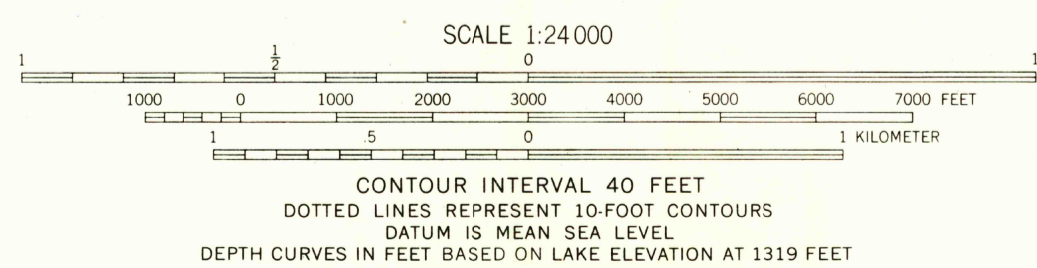 SCALE 1:24 000
1 1/2 0 1
1000 0 1000 2000 3000 4000 5000 6000 7000 FEET
1 .5 0 1 KILOMETER
CONTOUR INTERVAL 40 FEET
DOTTED LINES REPRESENT 10-FOOT CONTOURS
DATUM IS MEAN SEA LEVEL
DEPTH CURVES IN FEET BASED ON LAKE ELEVATION AT 1319 FEET